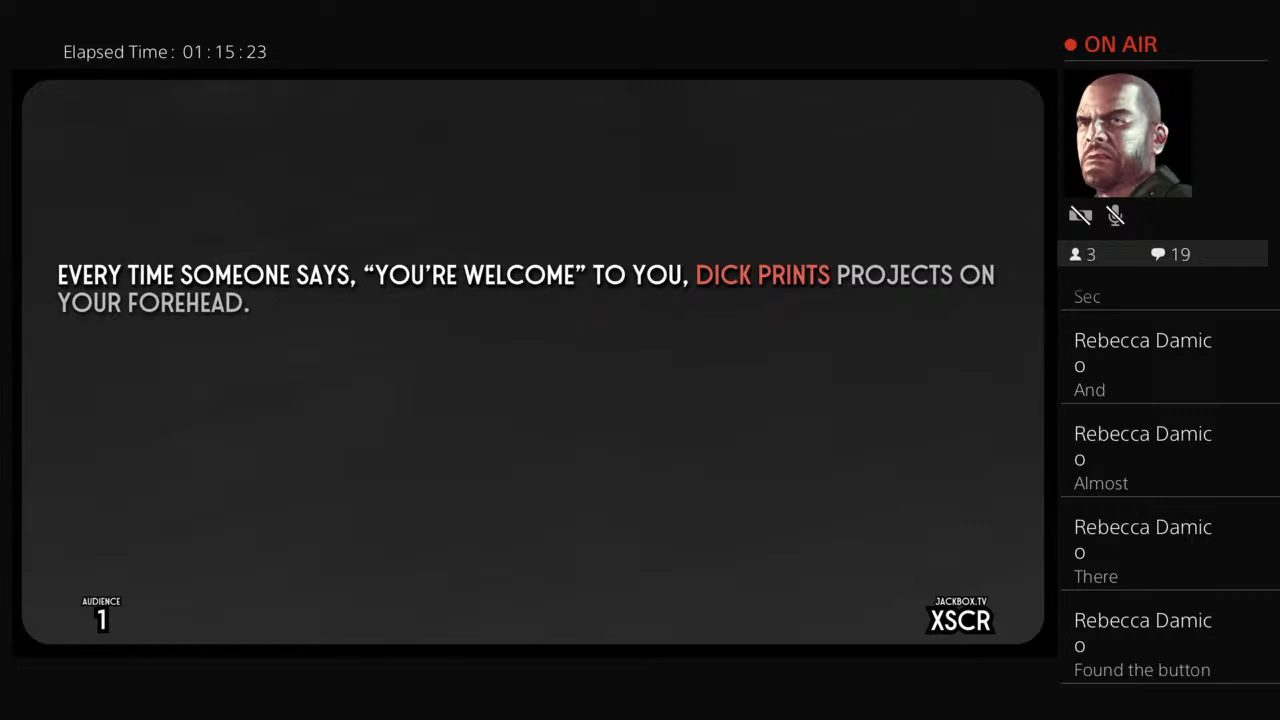 Elapsed Time: 01:15:23
ON AIR
EVERY TIME SOMEONE SAYS, “YOU’RE WELCOME” TO YOU, DICK PRINTS PROJECTS ON
YOUR FOREHEAD.
AUDIENCE
1
JACKBOX.TV
XSCR
3 19
Sec
Rebecca Damic
o
And
Rebecca Damic
o
Almost
Rebecca Damic
o
There
Rebecca Damic
o
Found the button